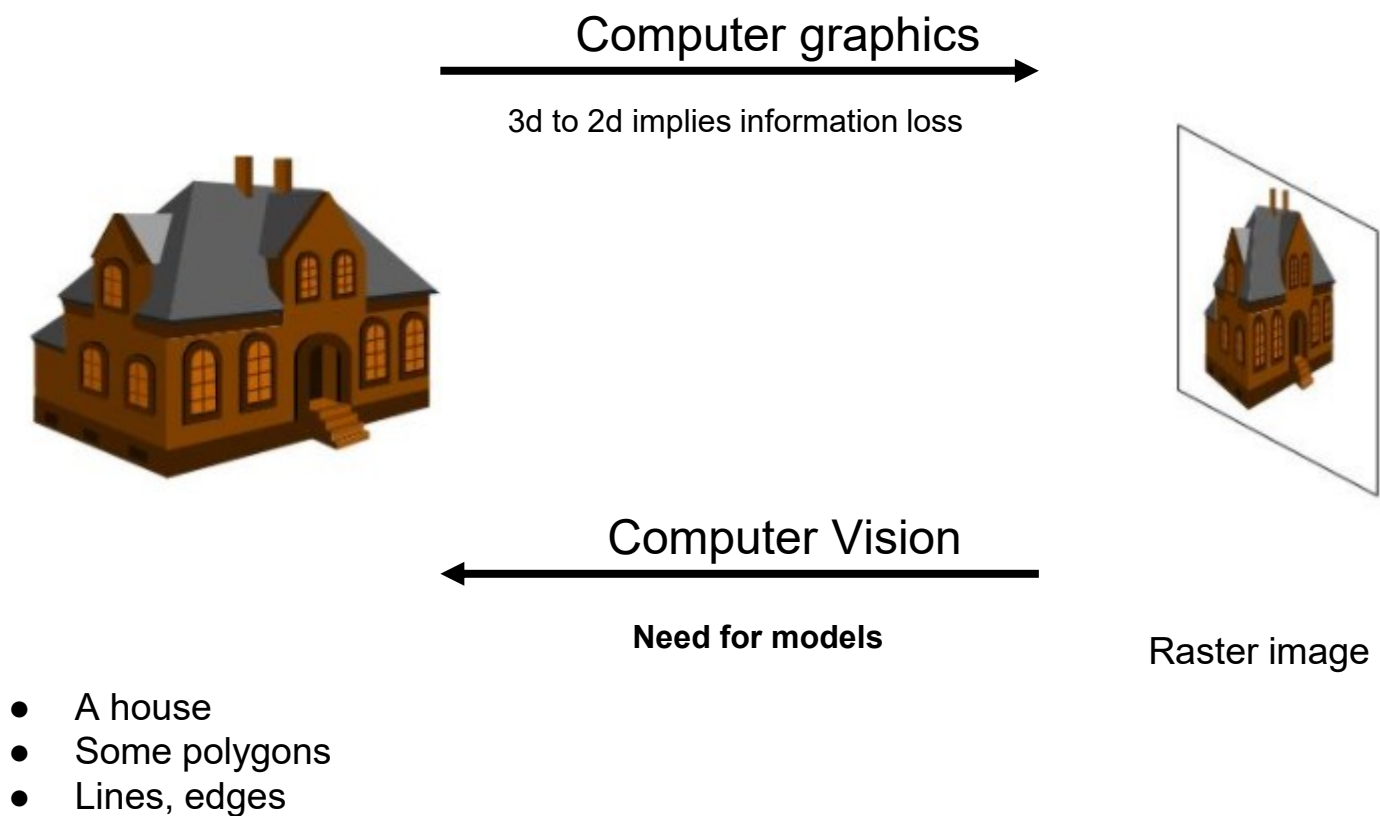 Computer graphics
3d to 2d implies information loss
Computer Vision
Need for models
Raster image
● A house
● Some polygons
● Lines, edges